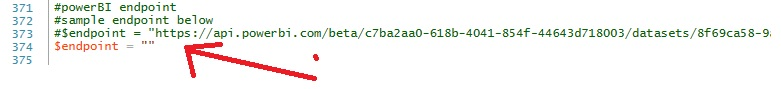 371 #powerBI endpoint
372 #sample endpoint below
373 #$endpoint = "https://api.powerbi.com/beta/c7ba2aa0-618b-4041-854f-44643d718003/datasets/8f69ca58-9
374 $endpoint = ""
375